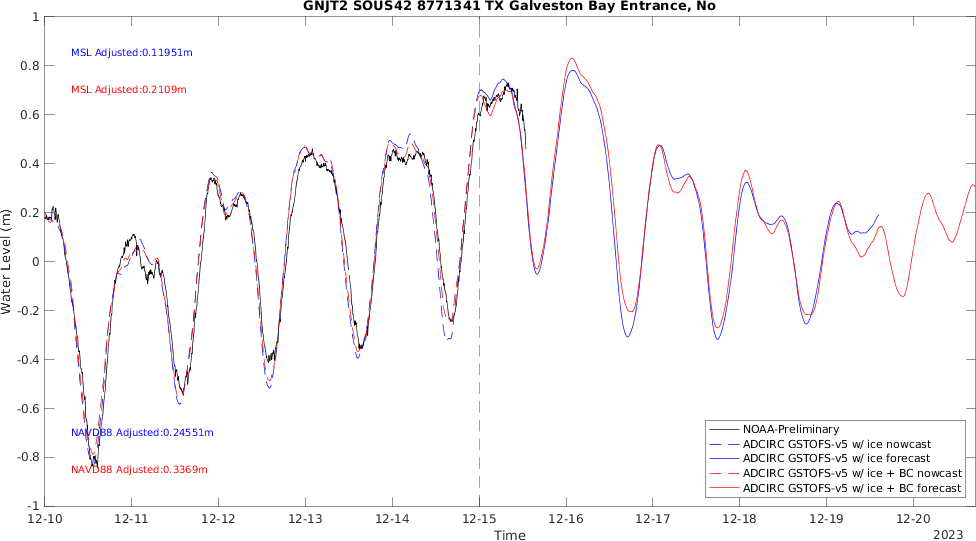 GNJT2 SOUS42 8771341 TX Galveston Bay Entrance, No
1
0.8
0.6
0.4
0.2
0
-0.2
-0.4
-0.6
-0.8
-1
Water Level (m)
MSL Adjusted:0.11951m
MSL Adjusted:0.2109m
NAVD88 Adjusted:0.24551m
NAVD88 Adjusted:0.3369m
NOAA-Preliminary
ADCIRC GSTOFS-v5 w/ ice nowcast
ADCIRC GSTOFS-v5 w/ ice forecast
ADCIRC GSTOFS-v5 w/ ice + BC nowcast
ADCIRC GSTOFS-v5 w/ ice + BC forecast
12-10 12-11 12-12 12-13 12-14 12-15 12-16 12-17 12-18 12-19 12-20
Time
2023